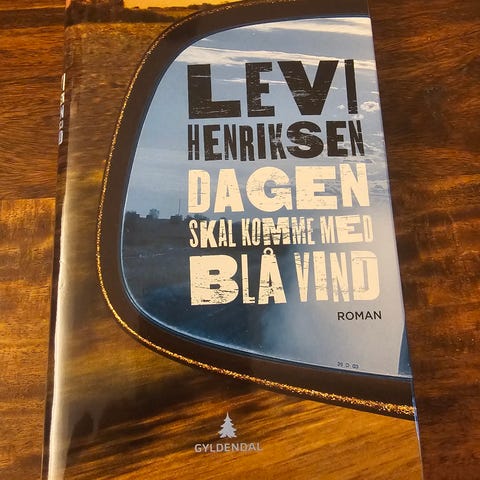 LEVI
HENRIKSEN
DAGEN
SKAL KOMME MED
BLÅ VIND
ROMAN
GYLDENDAL